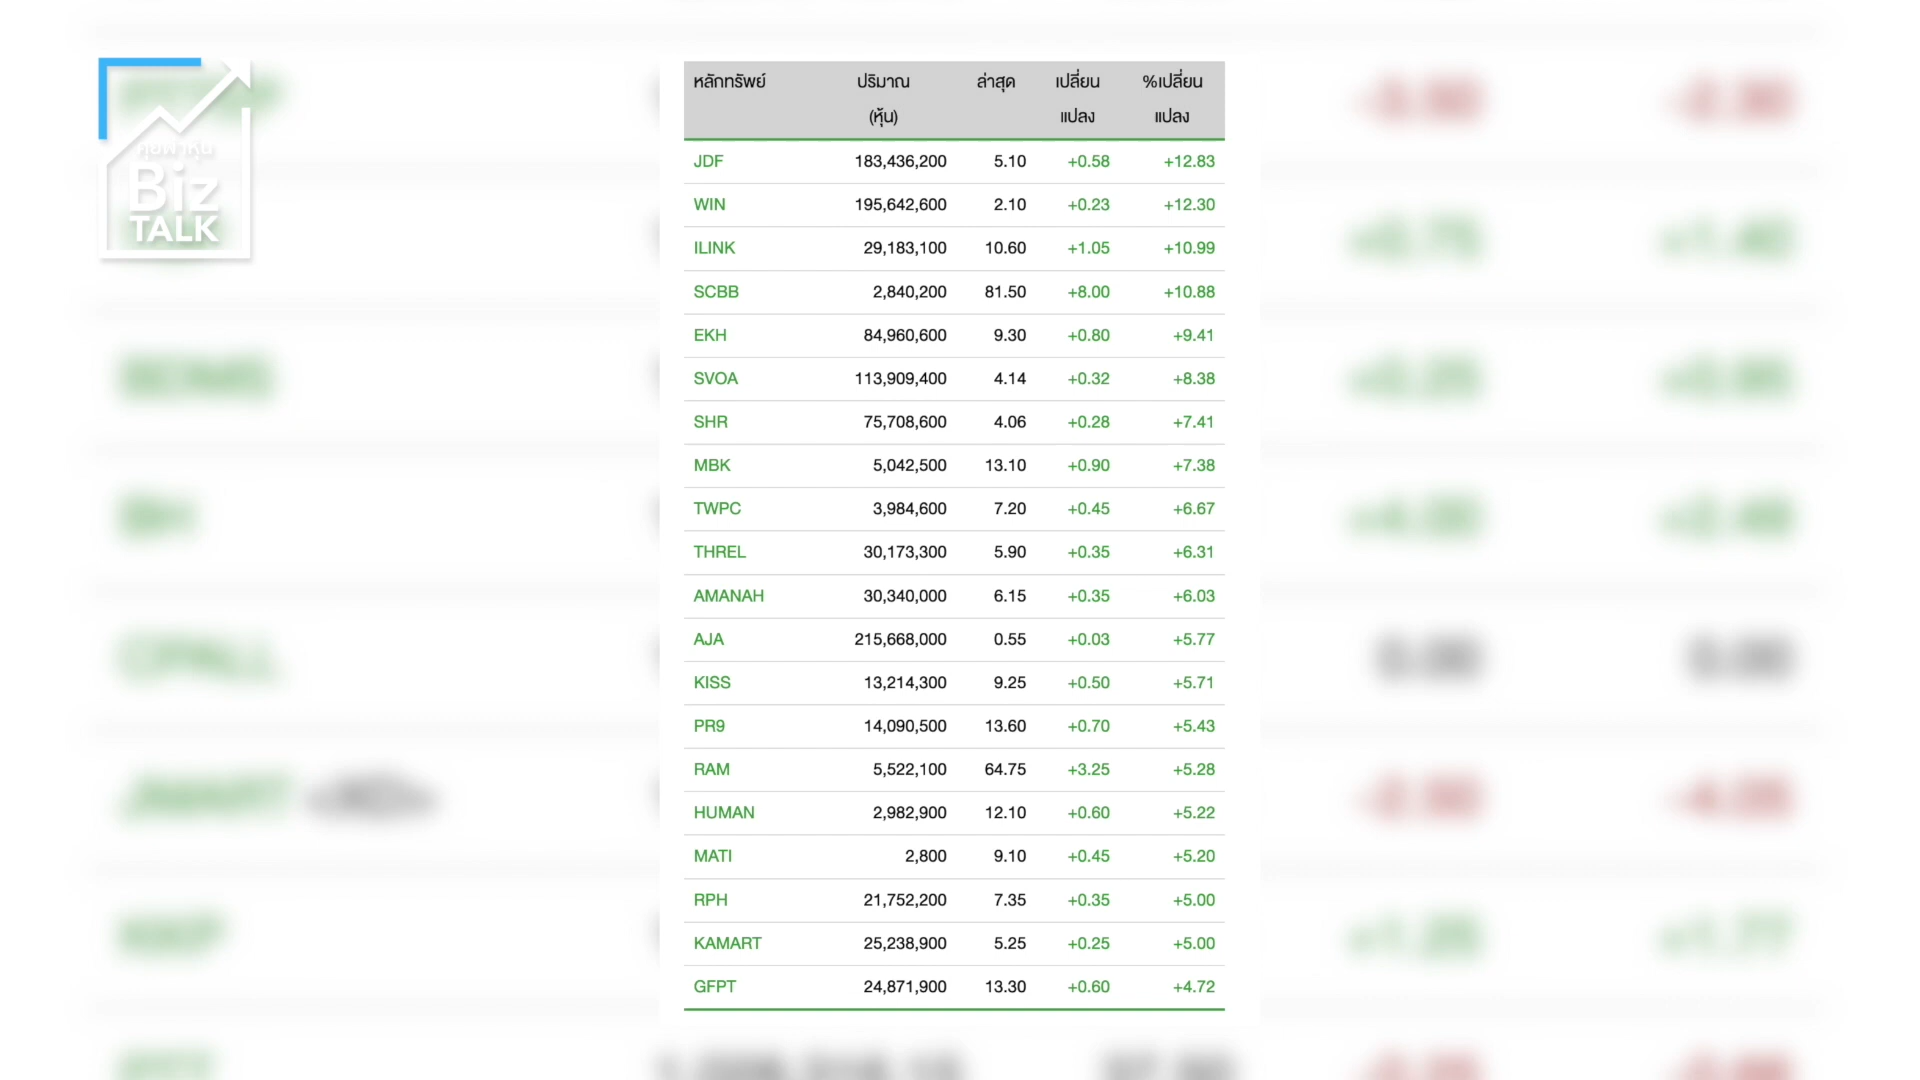 คุยผ่าหุ้น
Biz
TALK
หลักทรัพย์ ปริมาณ (หุ้น) ล่าสุด เปลี่ยนแปลง %เปลี่ยนแปลง
JDF 183,436,200 5.10 +0.58 +12.83
WIN 195,642,600 2.10 +0.23 +12.30
ILINK 29,183,100 10.60 +1.05 +10.99
SCBB 2,840,200 81.50 +8.00 +10.88
EKH 84,960,600 9.30 +0.80 +9.41
SVOA 113,909,400 4.14 +0.32 +8.38
SHR 75,708,600 4.06 +0.28 +7.41
MBK 5,042,500 13.10 +0.90 +7.38
TWPC 3,984,600 7.20 +0.45 +6.67
THREL 30,173,300 5.90 +0.35 +6.31
AMANAH 30,340,000 6.15 +0.35 +6.03
AJA 215,668,000 0.55 +0.03 +5.77
KISS 13,214,300 9.25 +0.50 +5.71
PR9 14,090,500 13.60 +0.70 +5.43
RAM 5,522,100 64.75 +3.25 +5.28
HUMAN 2,982,900 12.10 +0.60 +5.22
MATI 2,800 9.10 +0.45 +5.20
RPH 21,752,200 7.35 +0.35 +5.00
KAMART 25,238,900 5.25 +0.25 +5.00
GFPT 24,871,900 13.30 +0.60 +4.72